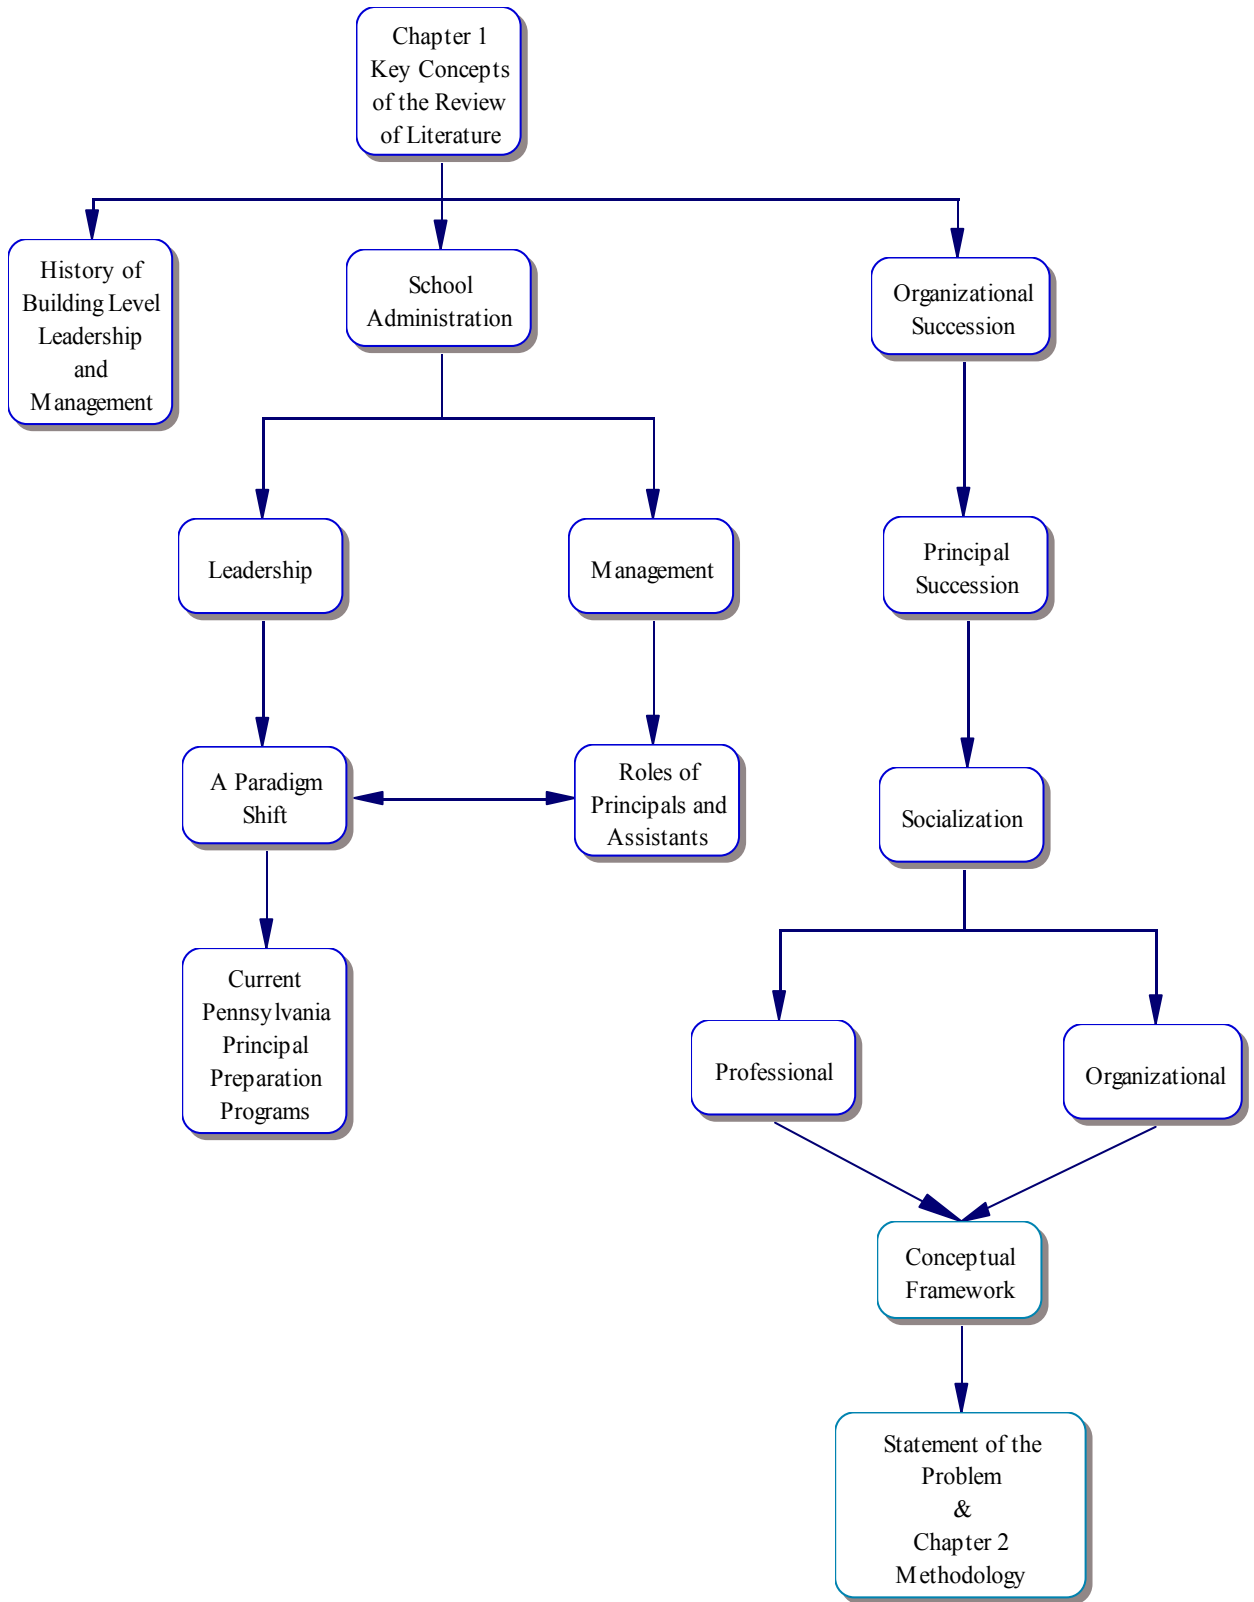 Chapter 1
Key Concepts
of the Review
of Literature
History of
Building Level
Leadership
and
Management
School
Administration
Organizational
Succession
Leadership
Management
Principal
Succession
A Paradigm
Shift
Roles of
Principals and
Assistants
Socialization
Current
Pennsylvania
Principal
Preparation
Programs
Professional
Organizational
Conceptual
Framework
Statement of the
Problem
&
Chapter 2
Methodology